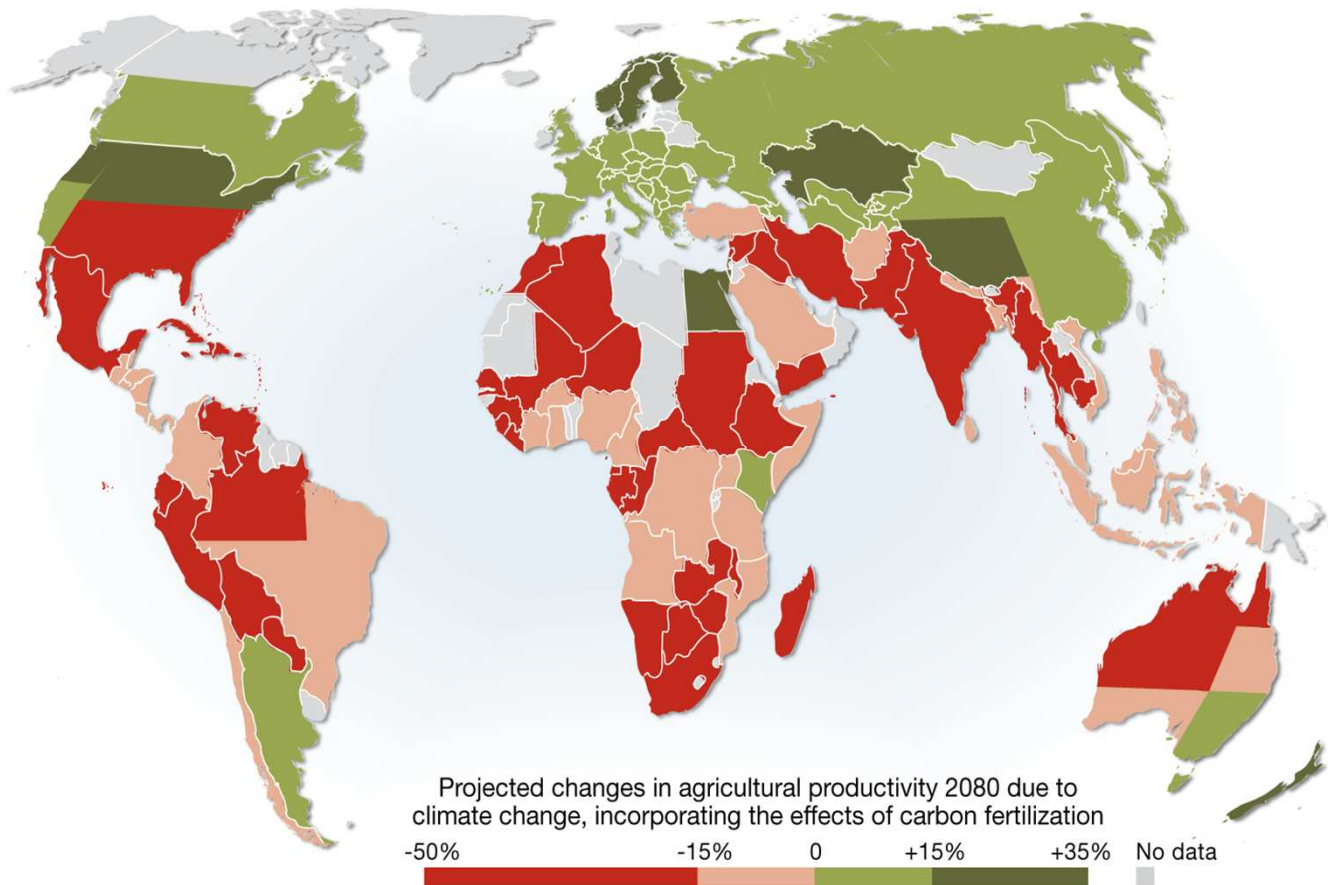 Projected changes in agricultural productivity 2080 due to
climate change, incorporating the effects of carbon fertilization
-50% -15% 0 +15% +35% No data